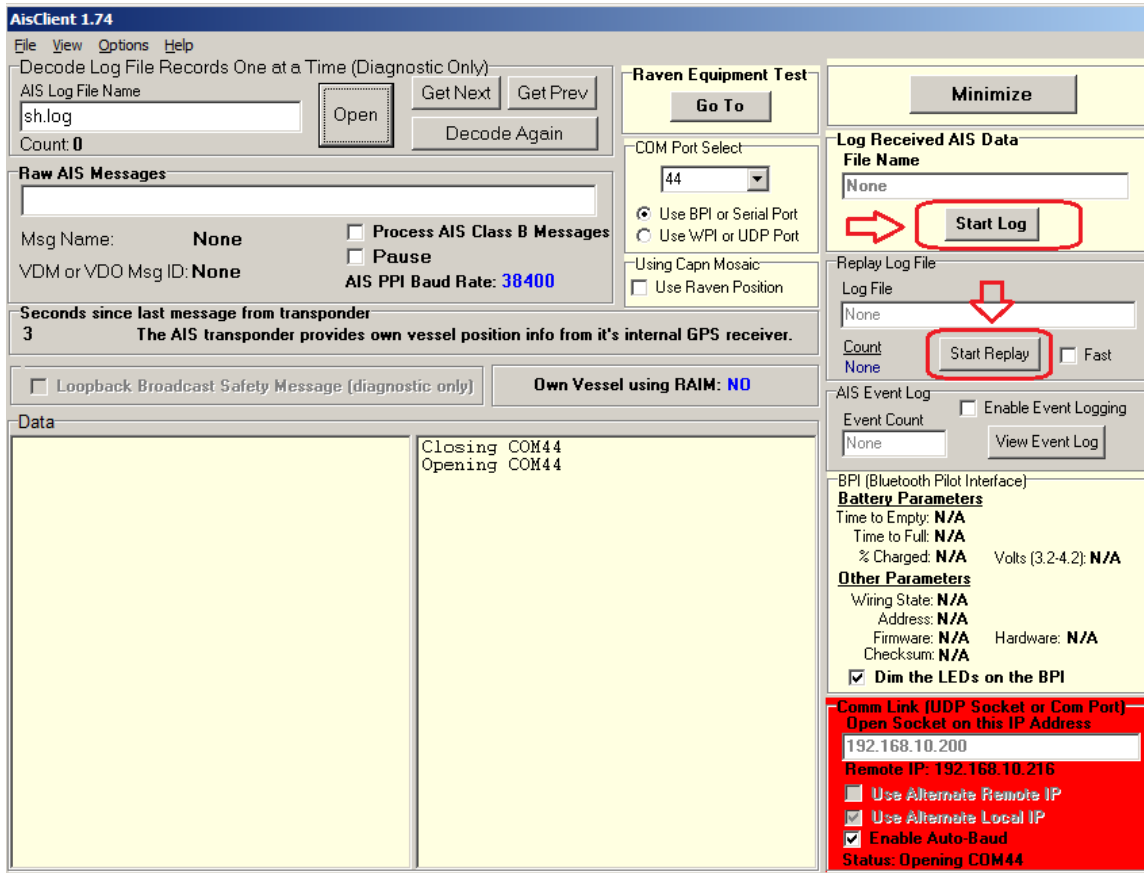 AisClient 1.74
File View Options Help
Decode Log File Records One at a Time (Diagnostic Only)
AIS Log File Name
sh.log
Open
Get Next
Get Prev
Decode Again
Count: 0
Raw AIS Messages
Msg Name: None
Process AIS Class B Messages
Pause
VDM or VDO Msg ID: None
AIS PPI Baud Rate: 38400
Seconds since last message from transponder
3 The AIS transponder provides own vessel position info from it's internal GPS receiver.
Loopback Broadcast Safety Message (diagnostic only)
Own Vessel using RAIM: NO
Data
Closing COM44
Opening COM44
Raven Equipment Test
Go To
COM Port Select
44
Use BPI or Serial Port
Use WPI or UDP Port
Using Capn Mosaic
Use Raven Position
Minimize
Log Received AIS Data
File Name
None
Start Log
Replay Log File
Log File
None
Count
None
Start Replay
Fast
AIS Event Log
Enable Event Logging
Event Count
None
View Event Log
BPI (Bluetooth Pilot Interface)
Battery Parameters
Time to Empty: N/A
Time to Full: N/A
% Charged: N/A Volts (3.2-4.2): N/A
Other Parameters
Wiring State: N/A
Address: N/A
Firmware: N/A Hardware: N/A
Checksum: N/A
Dim the LEDs on the BPI
Comm Link (UDP Socket or Com Port)
Open Socket on this IP Address
192.168.10.200
Remote IP: 192.168.10.216
Use Alternate Remote IP
Use Alternate Local IP
Enable Auto-Baud
Status: Opening COM44